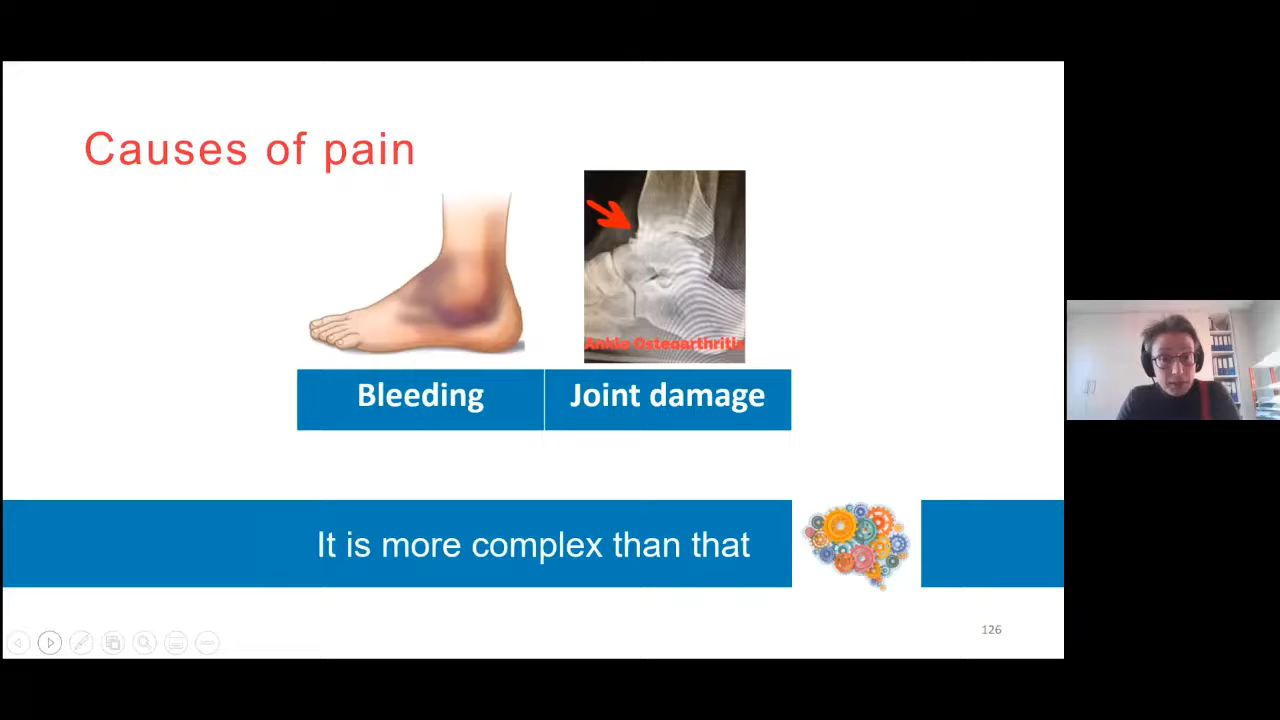 Causes of pain
Ankle Osteoarthritis
Bleeding
Joint damage
It is more complex than that
126